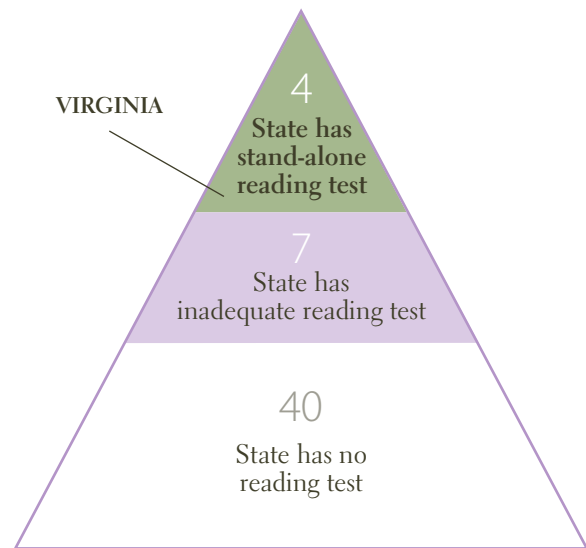 4
VIRGINIA
State has
stand-alone
reading test
7
State has
inadequate reading test
40
State has no
reading test